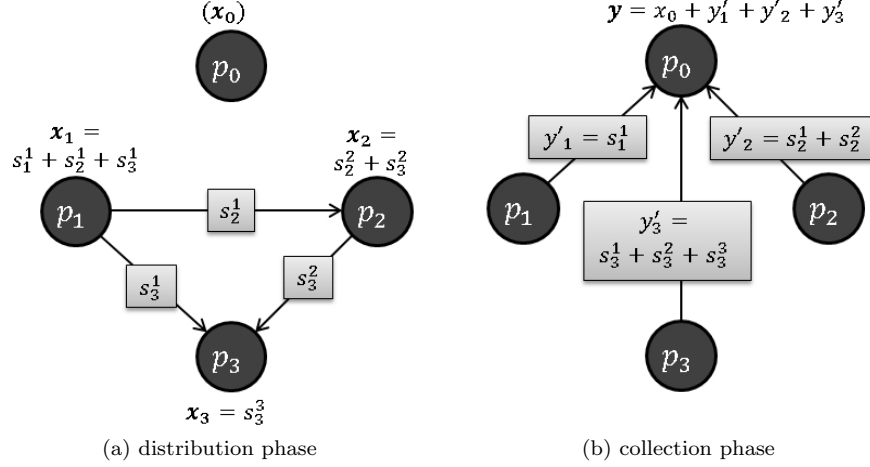 (x₀)
p₀
x₁ =
s₁¹ + s₂¹ + s₃¹
x₂ =
s₂² + s₃²
p₁
s₂¹
p₂
s₃¹
s₃²
p₃
x₃ = s₃³
(a) distribution phase
y = x₀ + y′₁ + y′₂ + y′₃
p₀
y′₁ = s₁¹
y′₂ = s₂¹ + s₂²
p₁
p₂
y′₃ =
s₃¹ + s₃² + s₃³
p₃
(b) collection phase